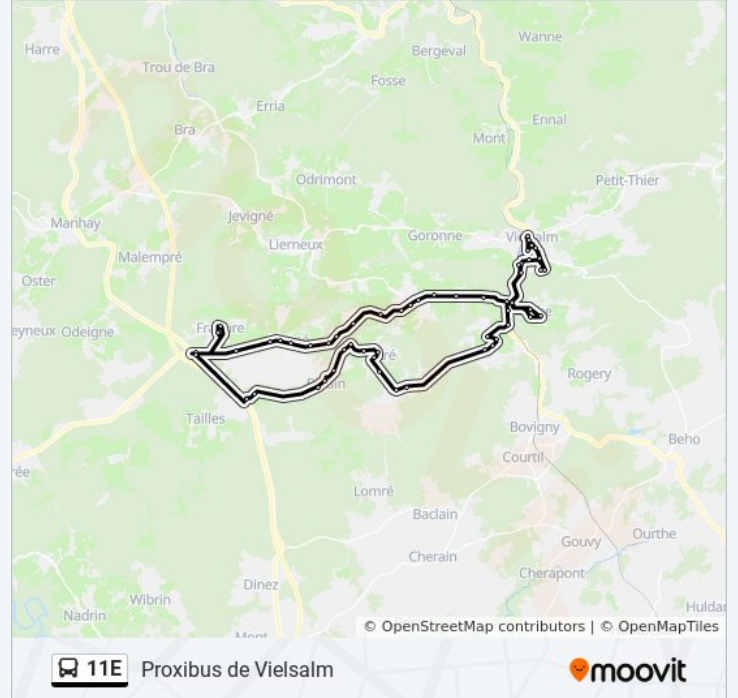 Harre
Wanne
Bergeval
Trou de Bra
Fosse
Erria
Ennal
Bra
Mont
Odrimont
Petit-Thier
Jevigné
Manhay
Goronne
Lierneux
Malempré
Oster
Odeigne
Rogery
Tailles
Bovigny
Beho
Courtil
Lomré
Baclain
Ourthe
Gouvy
Cherain
Cherapont
Dinez
Wibrin
Nadrin
© OpenStreetMap contributors | © OpenMapTiles
11E Proxibus de Vielsalm
moovit